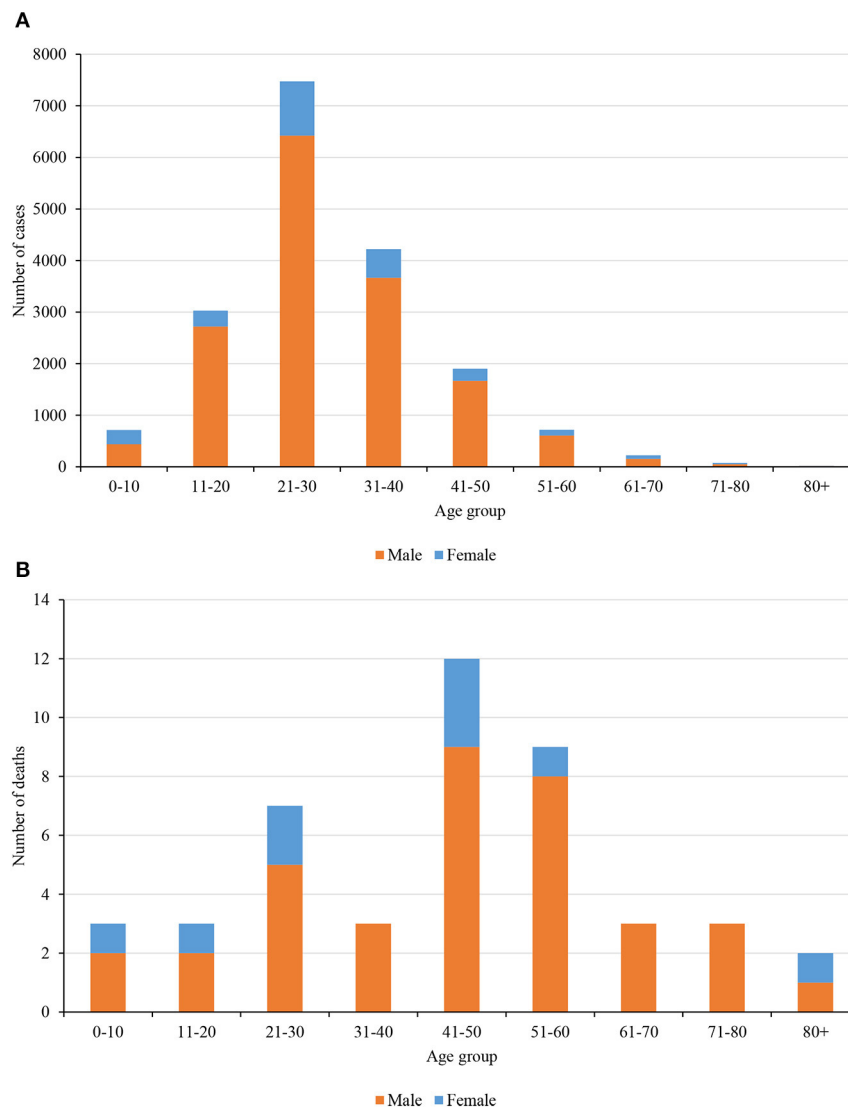 A
8000
7000
6000
5000
4000
3000
2000
1000
0
Number of cases
0-10 11-20 21-30 31-40 41-50 51-60 61-70 71-80 80+
Age group
Male Female
B
14
12
10
8
6
4
2
0
Number of deaths
0-10 11-20 21-30 31-40 41-50 51-60 61-70 71-80 80+
Age group
Male Female